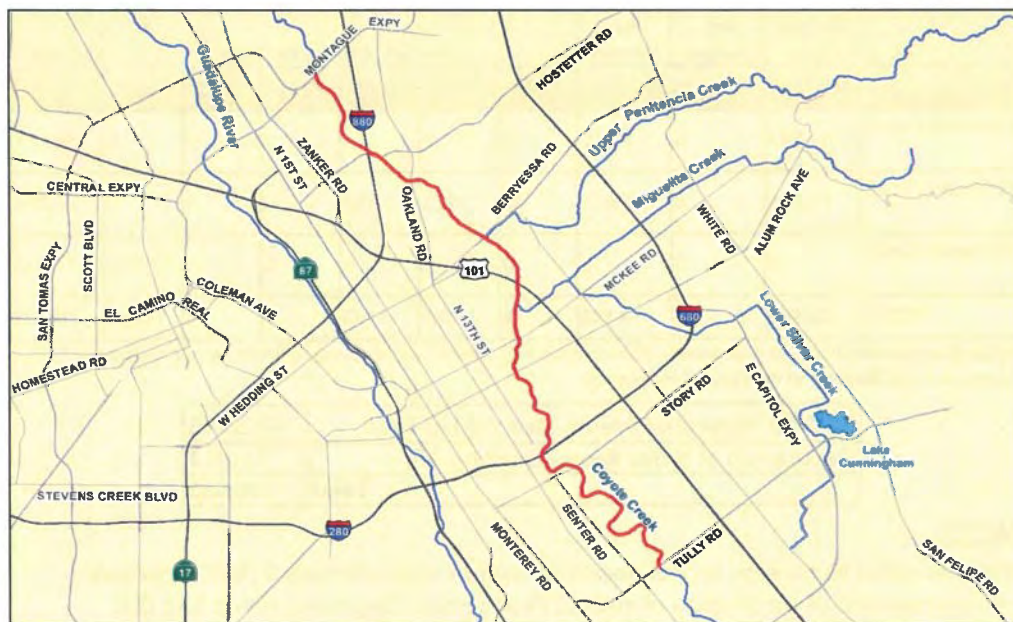 MONTAGUE EXPY
Guadalupe River
HOSTETTER RD
880
Upper Penitencia Creek
ZANKER RD
N 1ST ST
BERRYESSA RD
Miguelita Creek
CENTRAL EXPY
OAKLAND RD
WHITE RD
ALUM ROCK AVE
SAN TOMAS EXPY
SCOTT BLVD
87
101
MCKEE RD
COLEMAN AVE
EL CAMINO REAL
N 13TH ST
680
Lower Silver Creek
HOMESTEAD RD
W HEDDING ST
STORY RD
E CAPITOL EXPY
Lake
Cunningham
Coyote Creek
STEVENS CREEK BLVD
280
MONTEREY RD
SENTER RD
TULLY RD
SAN FELIPE RD
17